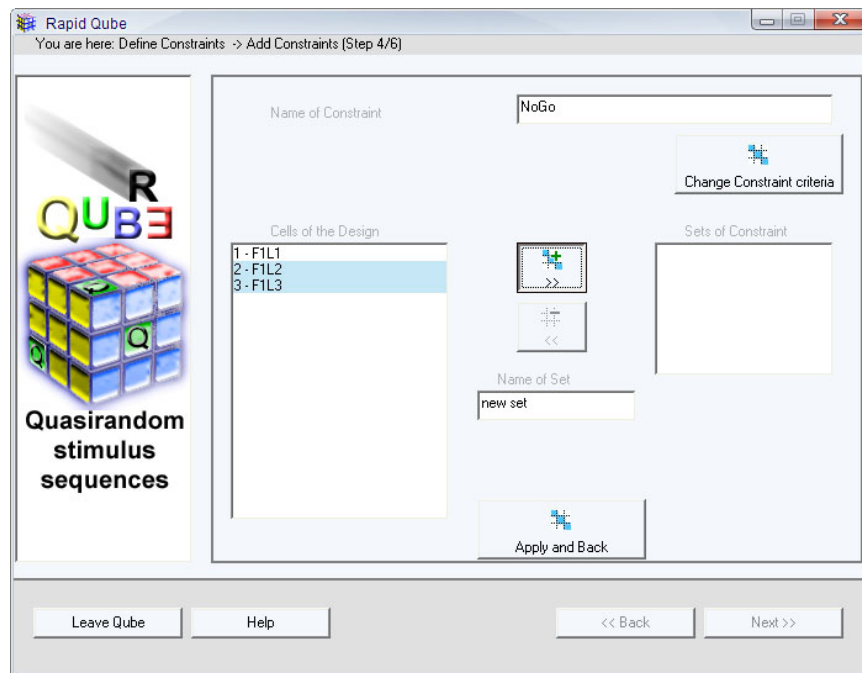 Rapid Qube
You are here: Define Constraints -> Add Constraints (Step 4/6)
R
QUBE
Q
Q
Q
Quasirandom
stimulus
sequences
Name of Constraint
NoGo
Change Constraint criteria
Cells of the Design
1 - F1L1
2 - F1L2
3 - F1L3
>>
<<
Sets of Constraint
Name of Set
new set
Apply and Back
Leave Qube
Help
<< Back
Next >>